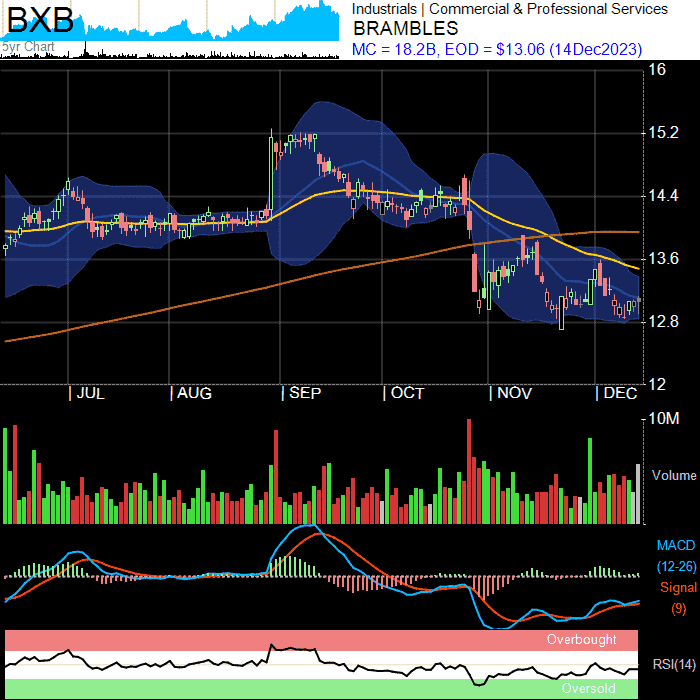 BXB
5yr Chart
Industrials | Commercial & Professional Services
BRAMBLES
MC = 18.2B, EOD = $13.06 (14Dec2023)
16
15.2
14.4
13.6
12.8
12
JUL AUG SEP OCT NOV DEC
10M
Volume
MACD
(12-26)
Signal
(9)
Overbought
RSI(14)
Oversold